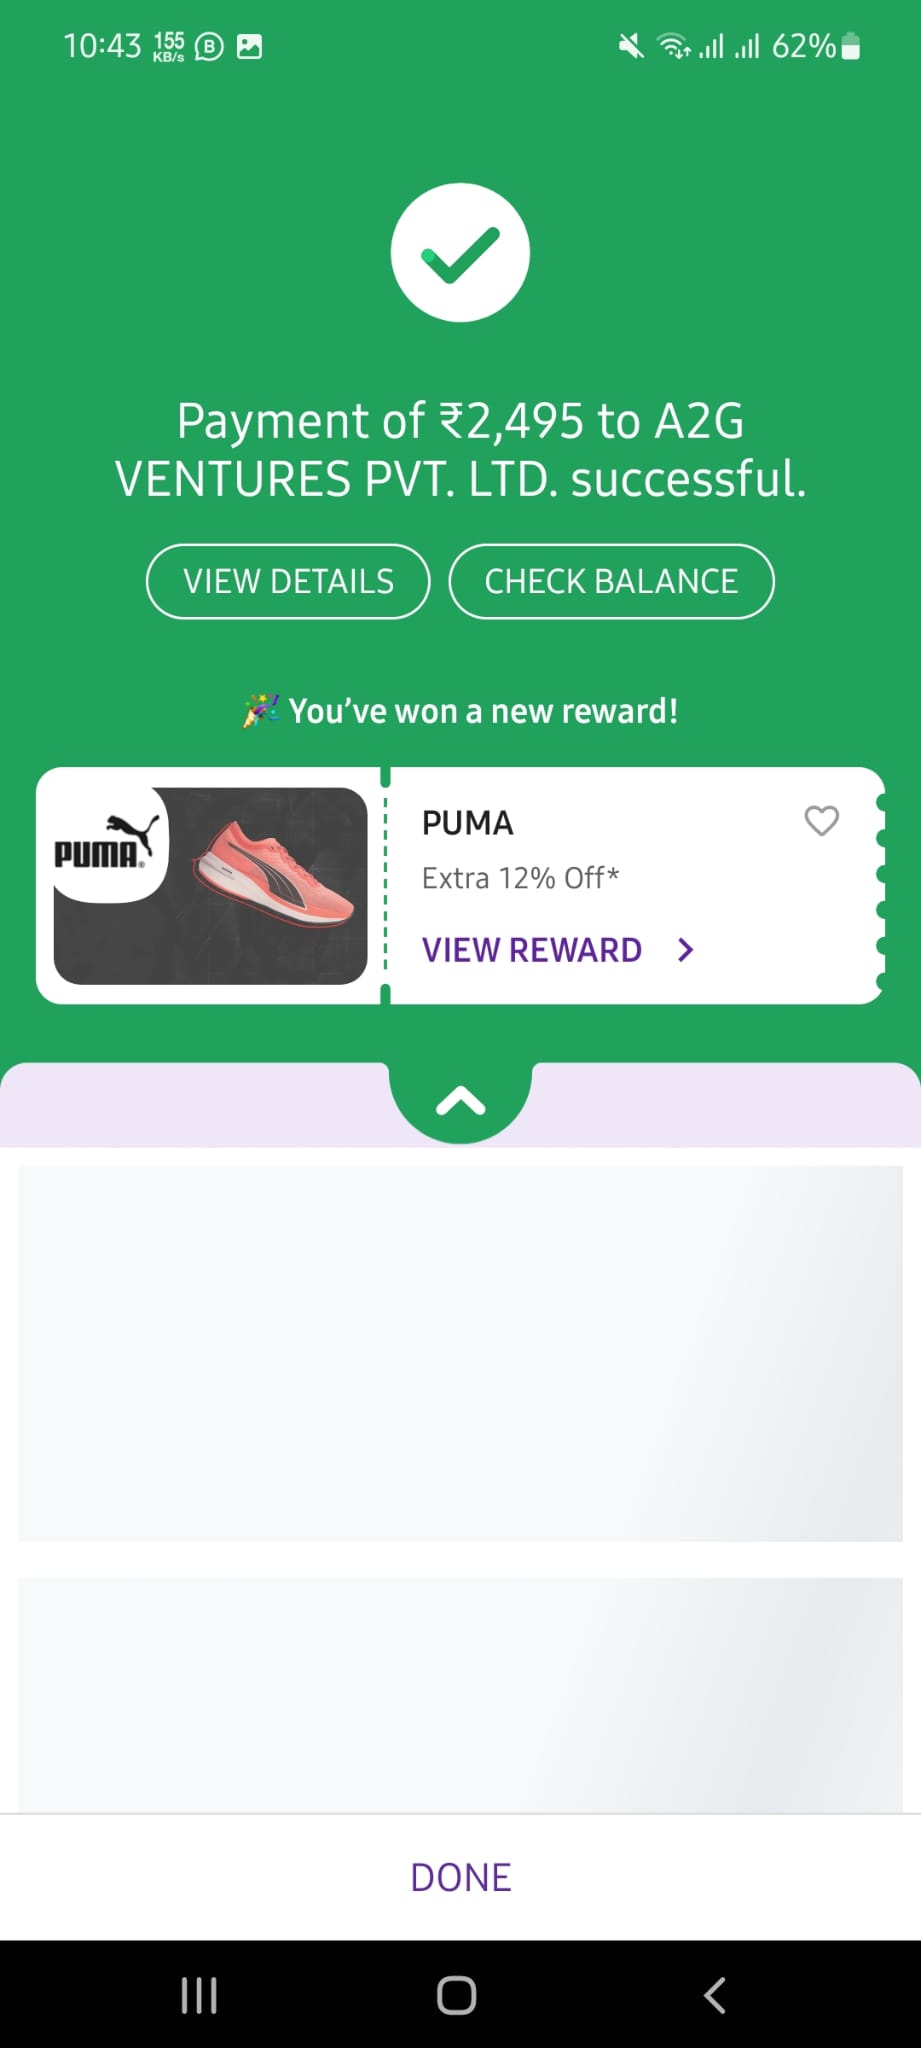 10:43 155 KB/s B 62%
Payment of ₹2,495 to A2G
VENTURES PVT. LTD. successful.
VIEW DETAILS CHECK BALANCE
You’ve won a new reward!
PUMA
PUMA
Extra 12% Off*
VIEW REWARD
DONE